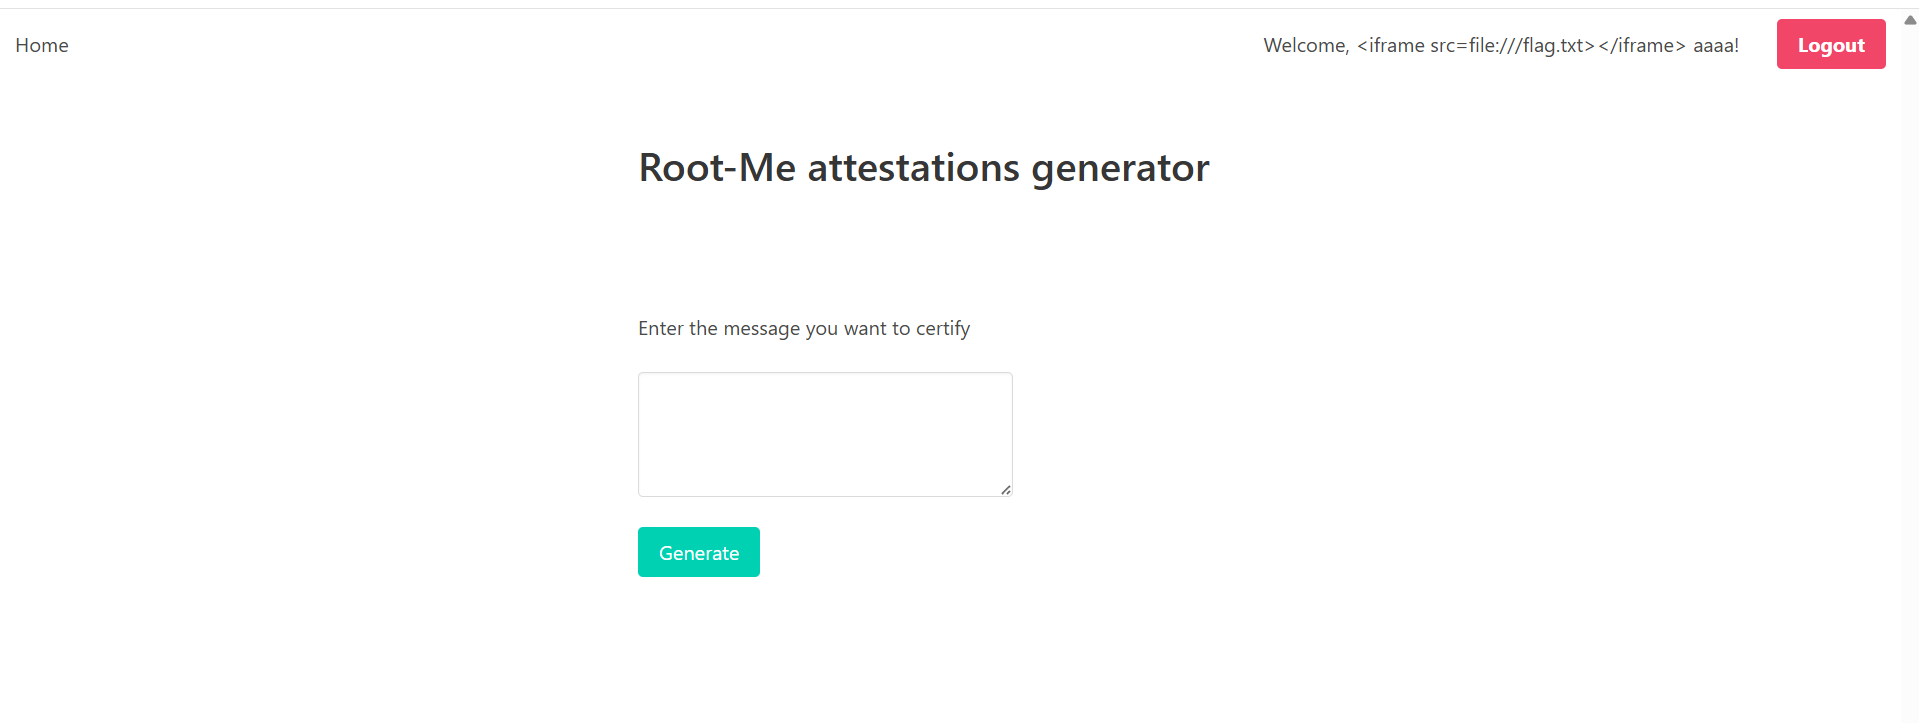 Home
Welcome, <iframe src=file:///flag.txt></iframe> aaaa!
Logout
Root-Me attestations generator
Enter the message you want to certify
Generate